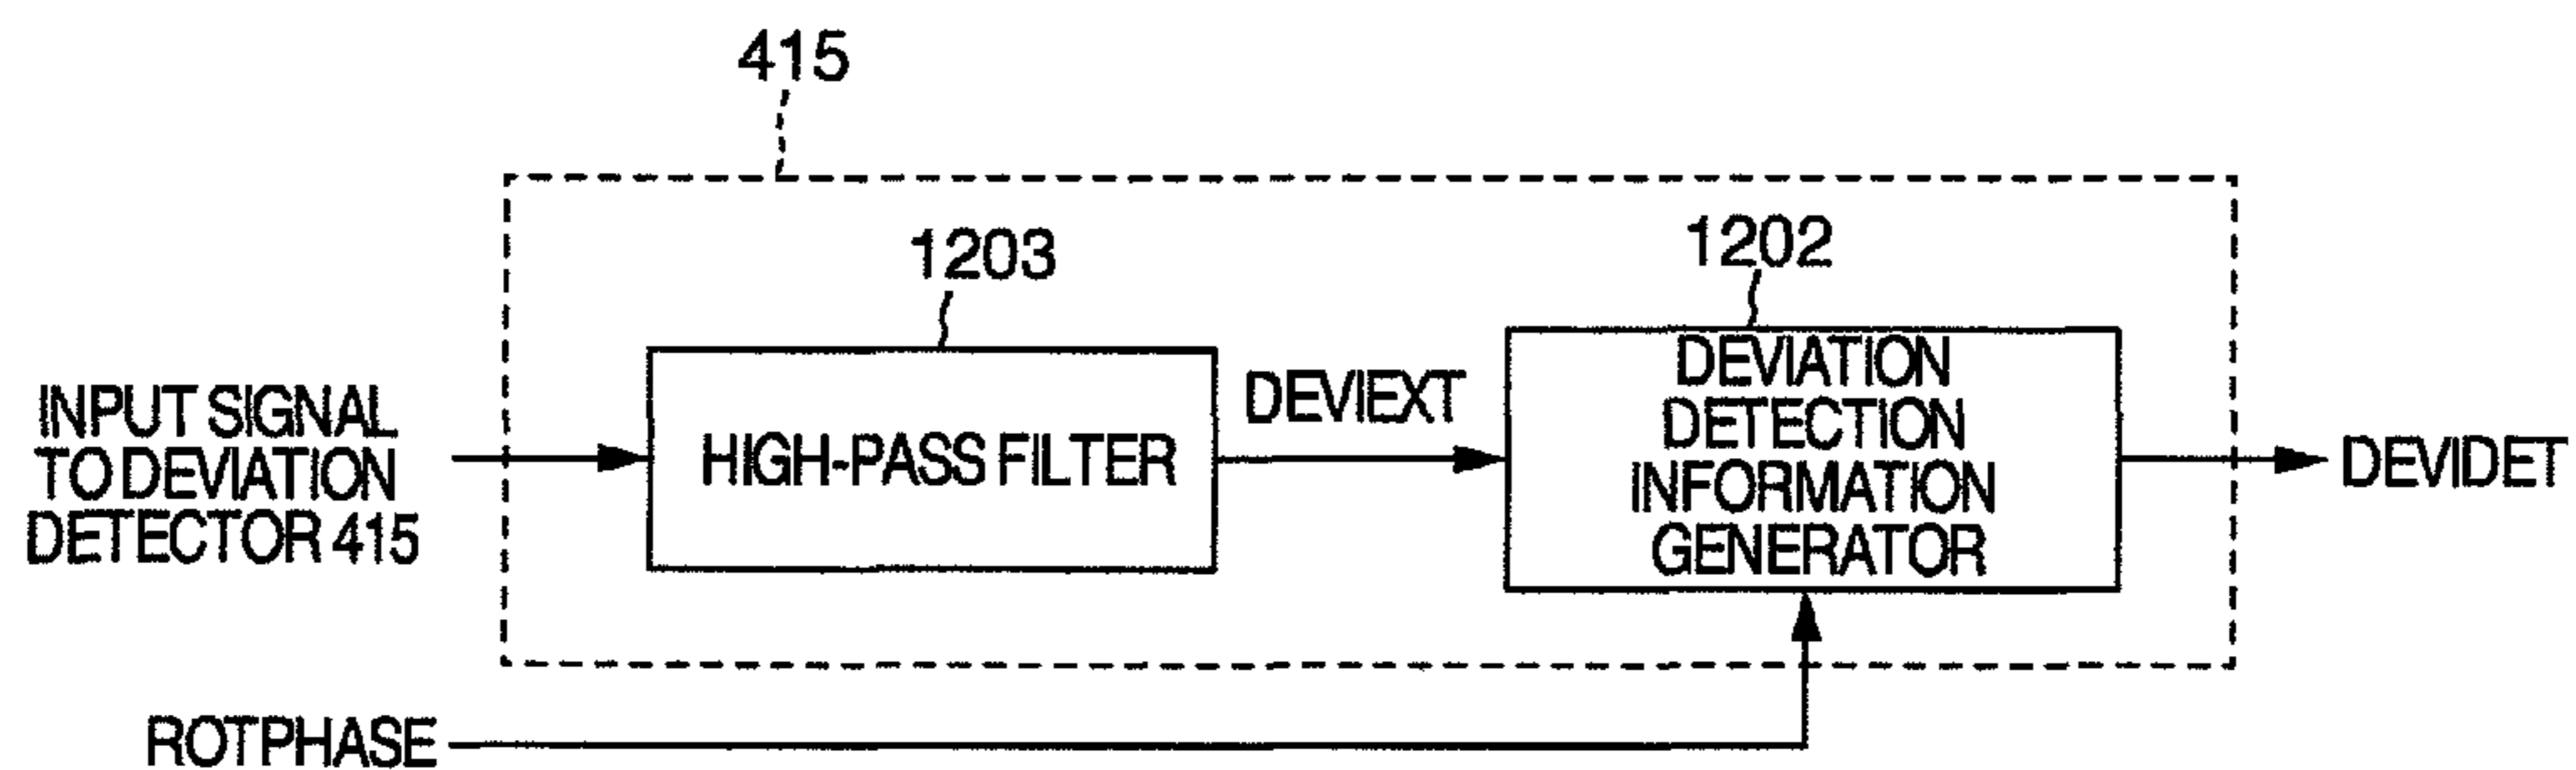 415
1203
1202
INPUT SIGNAL
TO DEVIATION
DETECTOR 415
HIGH-PASS FILTER
DEVIEXT
DEVIATION
DETECTION
INFORMATION
GENERATOR
DEVIDET
ROTPHASE